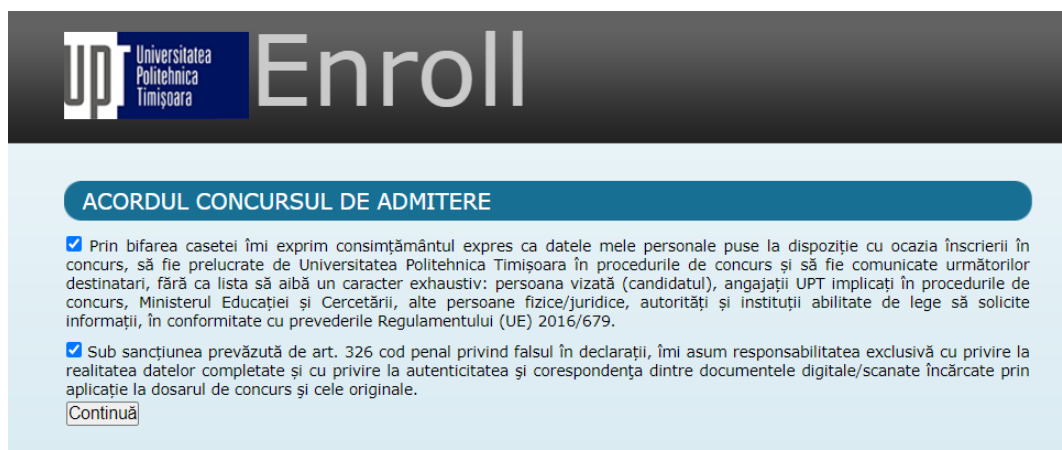 UPT Universitatea
Politehnica
Timişoara
Enroll
ACORDUL CONCURSUL DE ADMITERE
Prin bifarea casetei îmi exprim consimțământul expres ca datele mele personale puse la dispoziție cu ocazia înscrierii în
concurs, să fie prelucrate de Universitatea Politehnica Timișoara în procedurile de concurs și să fie comunicate următorilor
destinatari, fără ca lista să aibă un caracter exhaustiv: persoana vizată (candidatul), angajații UPT implicați în procedurile de
concurs, Ministerul Educației și Cercetării, alte persoane fizice/juridice, autorități și instituții abilitate de lege să solicite
informații, în conformitate cu prevederile Regulamentului (UE) 2016/679.
Sub sancțiunea prevăzută de art. 326 cod penal privind falsul în declarații, îmi asum responsabilitatea exclusivă cu privire la
realitatea datelor completate și cu privire la autenticitatea şi corespondenţa dintre documentele digitale/scanate încărcate prin
aplicație la dosarul de concurs şi cele originale.
Continuă